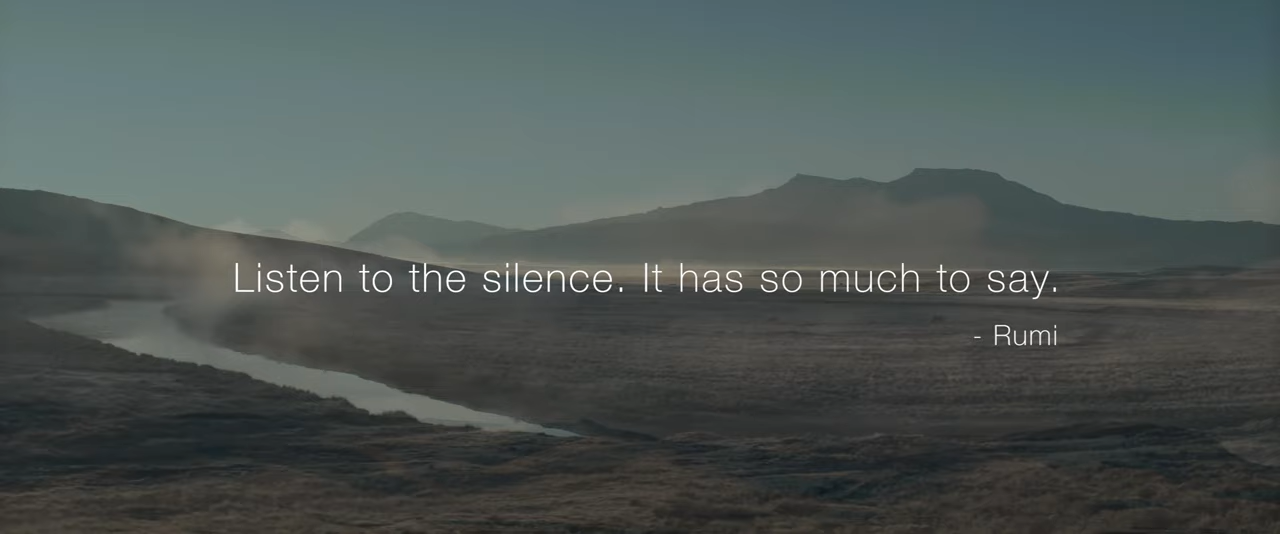 Listen to the silence. It has so much to say.
- Rumi